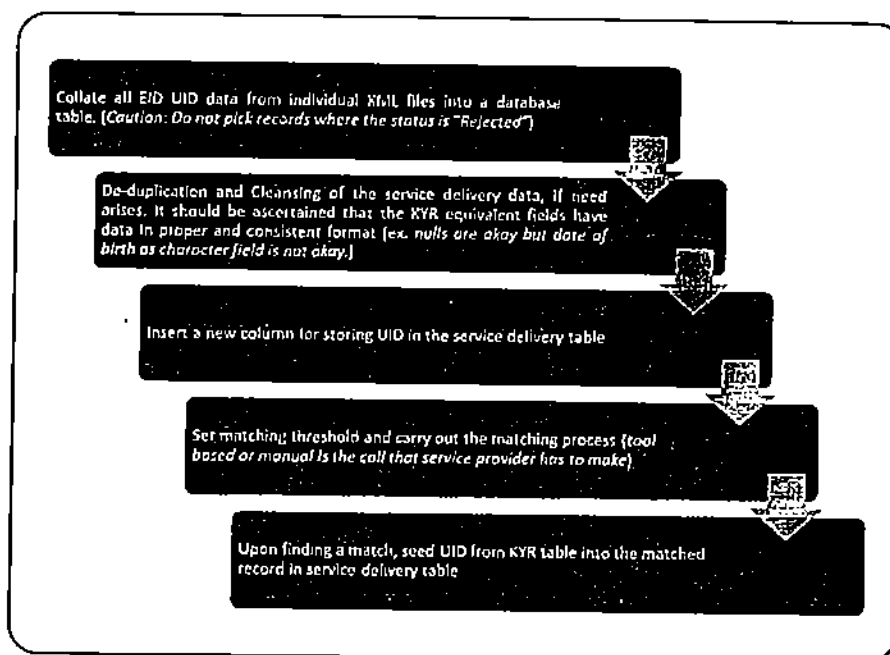 Collate all EID UID data from individual XML files into a database
table. (Caution: Do not pick records where the status is "Rejected")
De-duplication and Cleansing of the service delivery data, if need
arises. It should be ascertained that the KYR equivalent fields have
data in proper and consistent format (ex. nulls are okay but date of
birth as character field is not okay.)
Insert a new column for storing UID in the service delivery table
Set matching threshold and carry out the matching process (tool
based or manual is the call that service provider has to make)
Upon finding a match, seed UID from KYR table into the matched
record in service delivery table